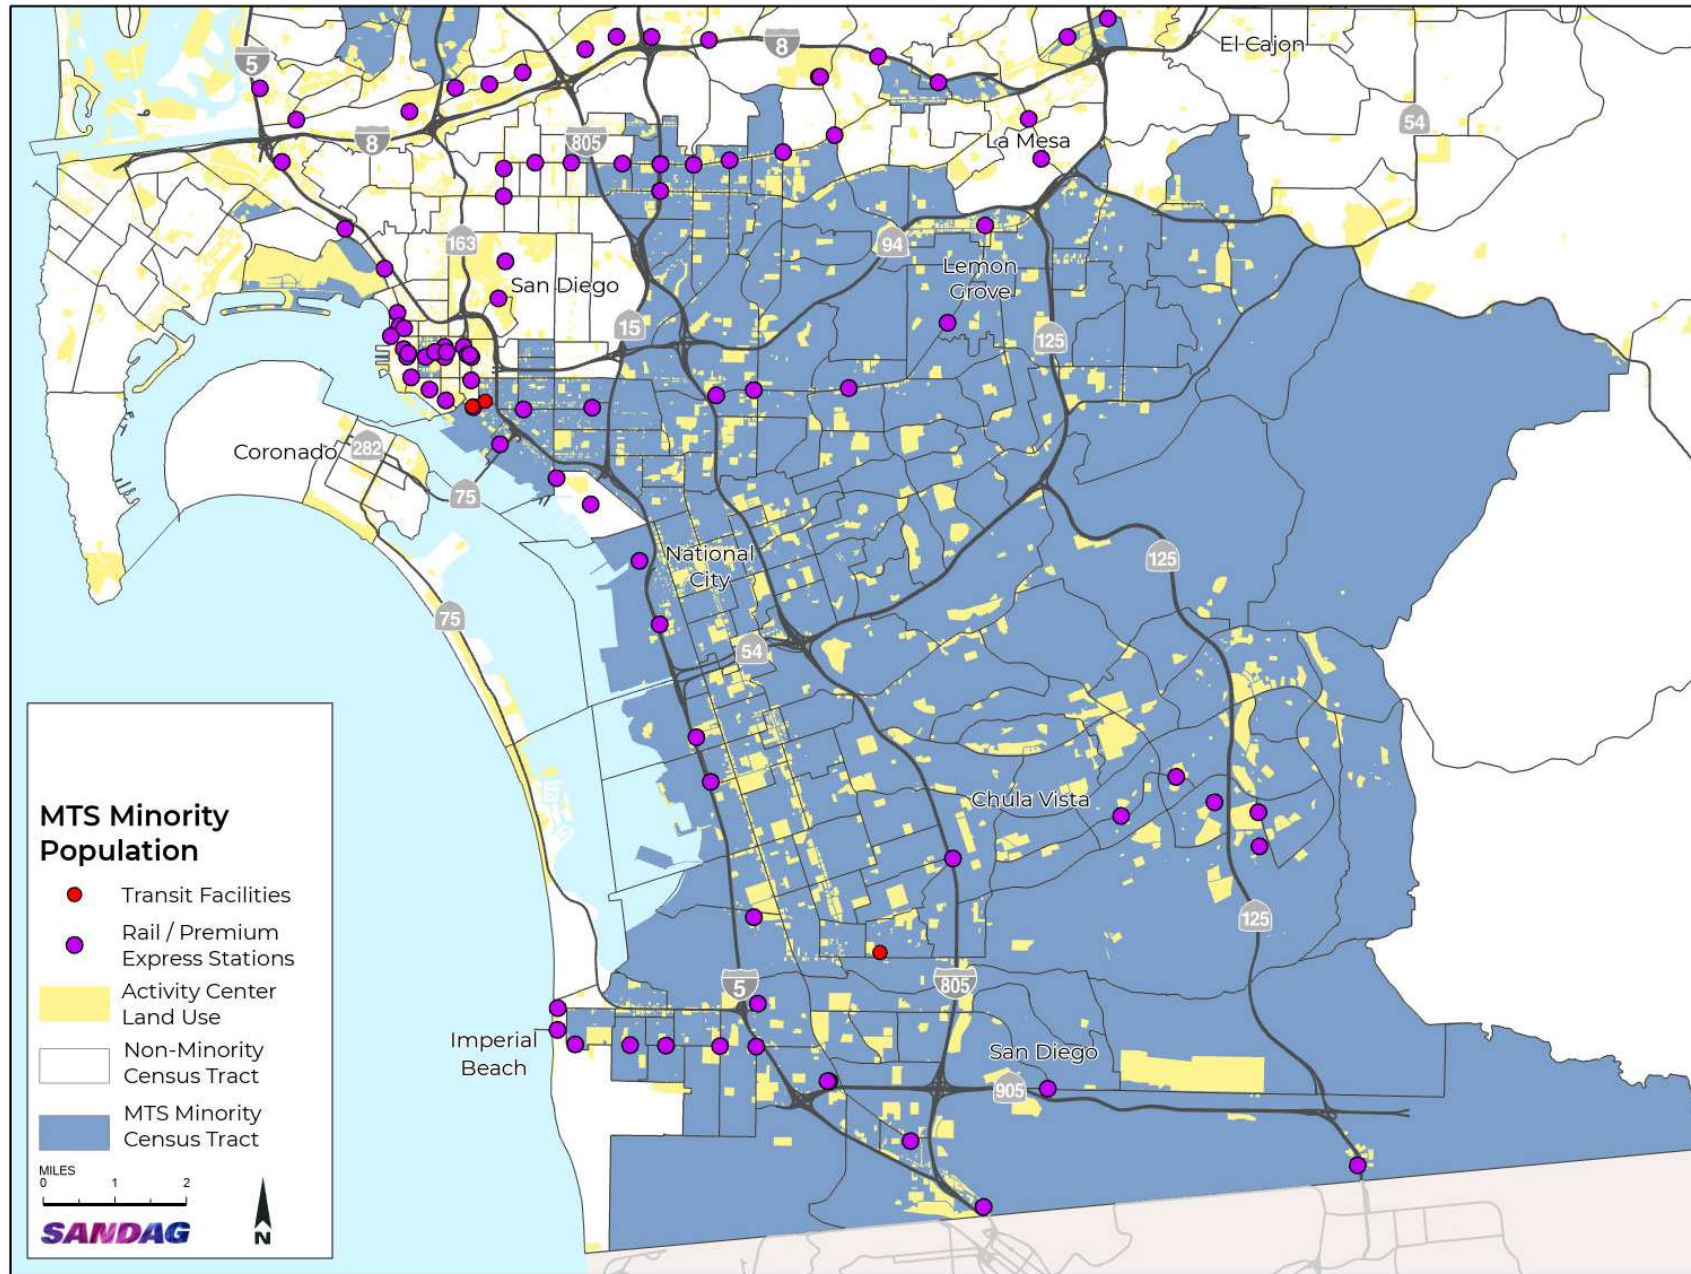 5
8
El Cajon
54
8
805
La Mesa
163
94
Lemon
Grove
San Diego
15
125
Coronado
282
75
National
City
125
75
54
Chula Vista
125
5
805
Imperial
Beach
San Diego
905
MTS Minority
Population
Transit Facilities
Rail / Premium
Express Stations
Activity Center
Land Use
Non-Minority
Census Tract
MTS Minority
Census Tract
MILES
0 1 2
SANDAG
N